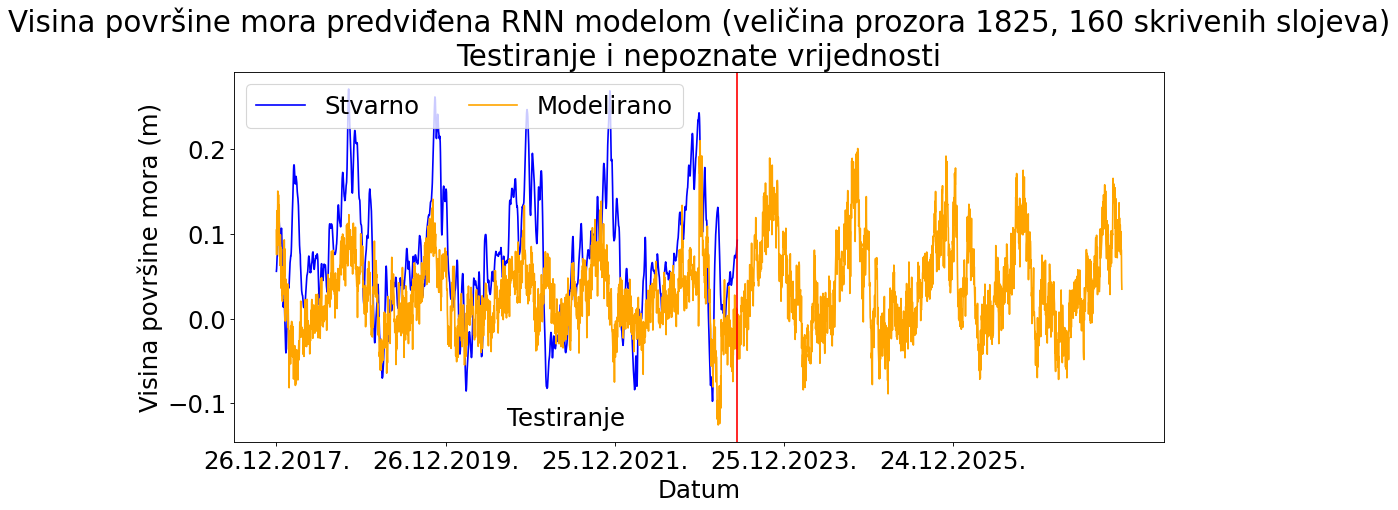 Visina površine mora predviđena RNN modelom (veličina prozora 1825, 160 skrivenih slojeva)
Testiranje i nepoznate vrijednosti
Stvarno
Modelirano
Visina površine mora (m)
0.2
0.1
0.0
−0.1
Testiranje
26.12.2017.
26.12.2019.
25.12.2021.
25.12.2023.
24.12.2025.
Datum